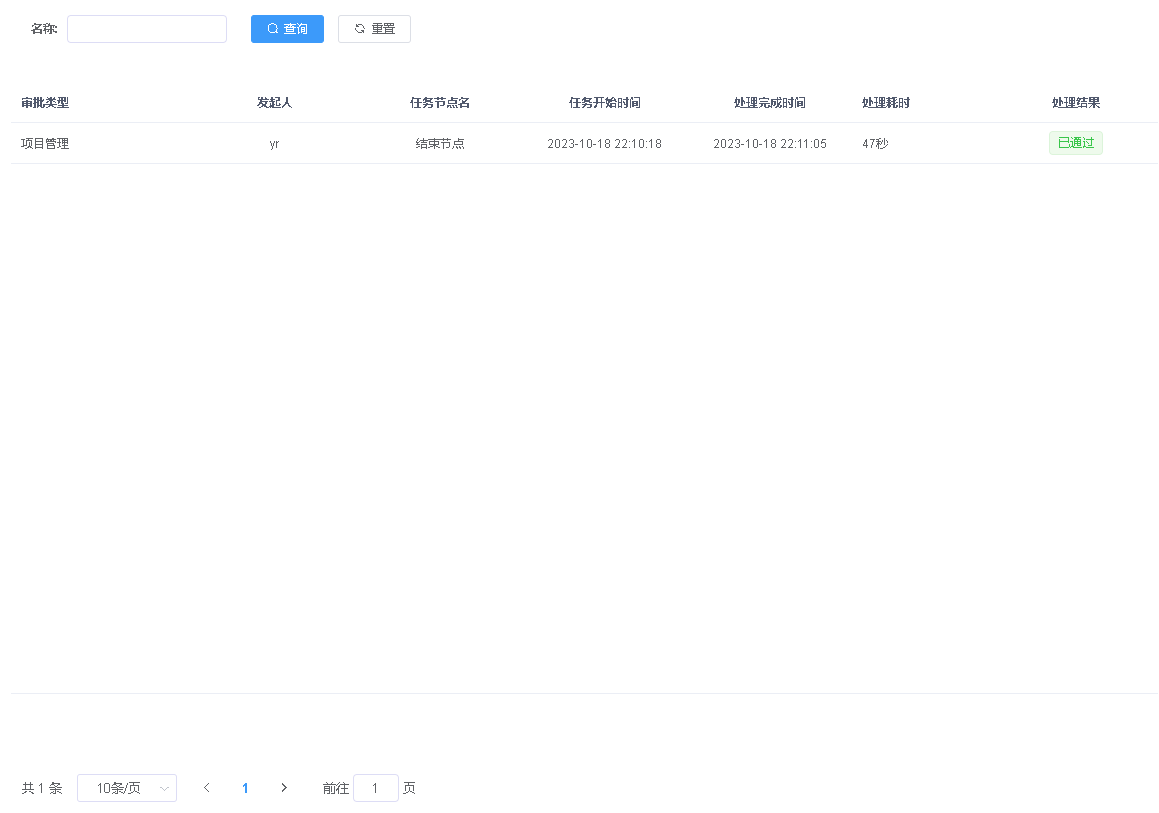 名称: 查询 重置
审批类型 发起人 任务节点名 任务开始时间 处理完成时间 处理耗时 处理结果
项目管理 yr 结束节点 2023-10-18 22:10:18 2023-10-18 22:11:05 47秒 已通过
共 1 条 10条/页 1 前往 1 页